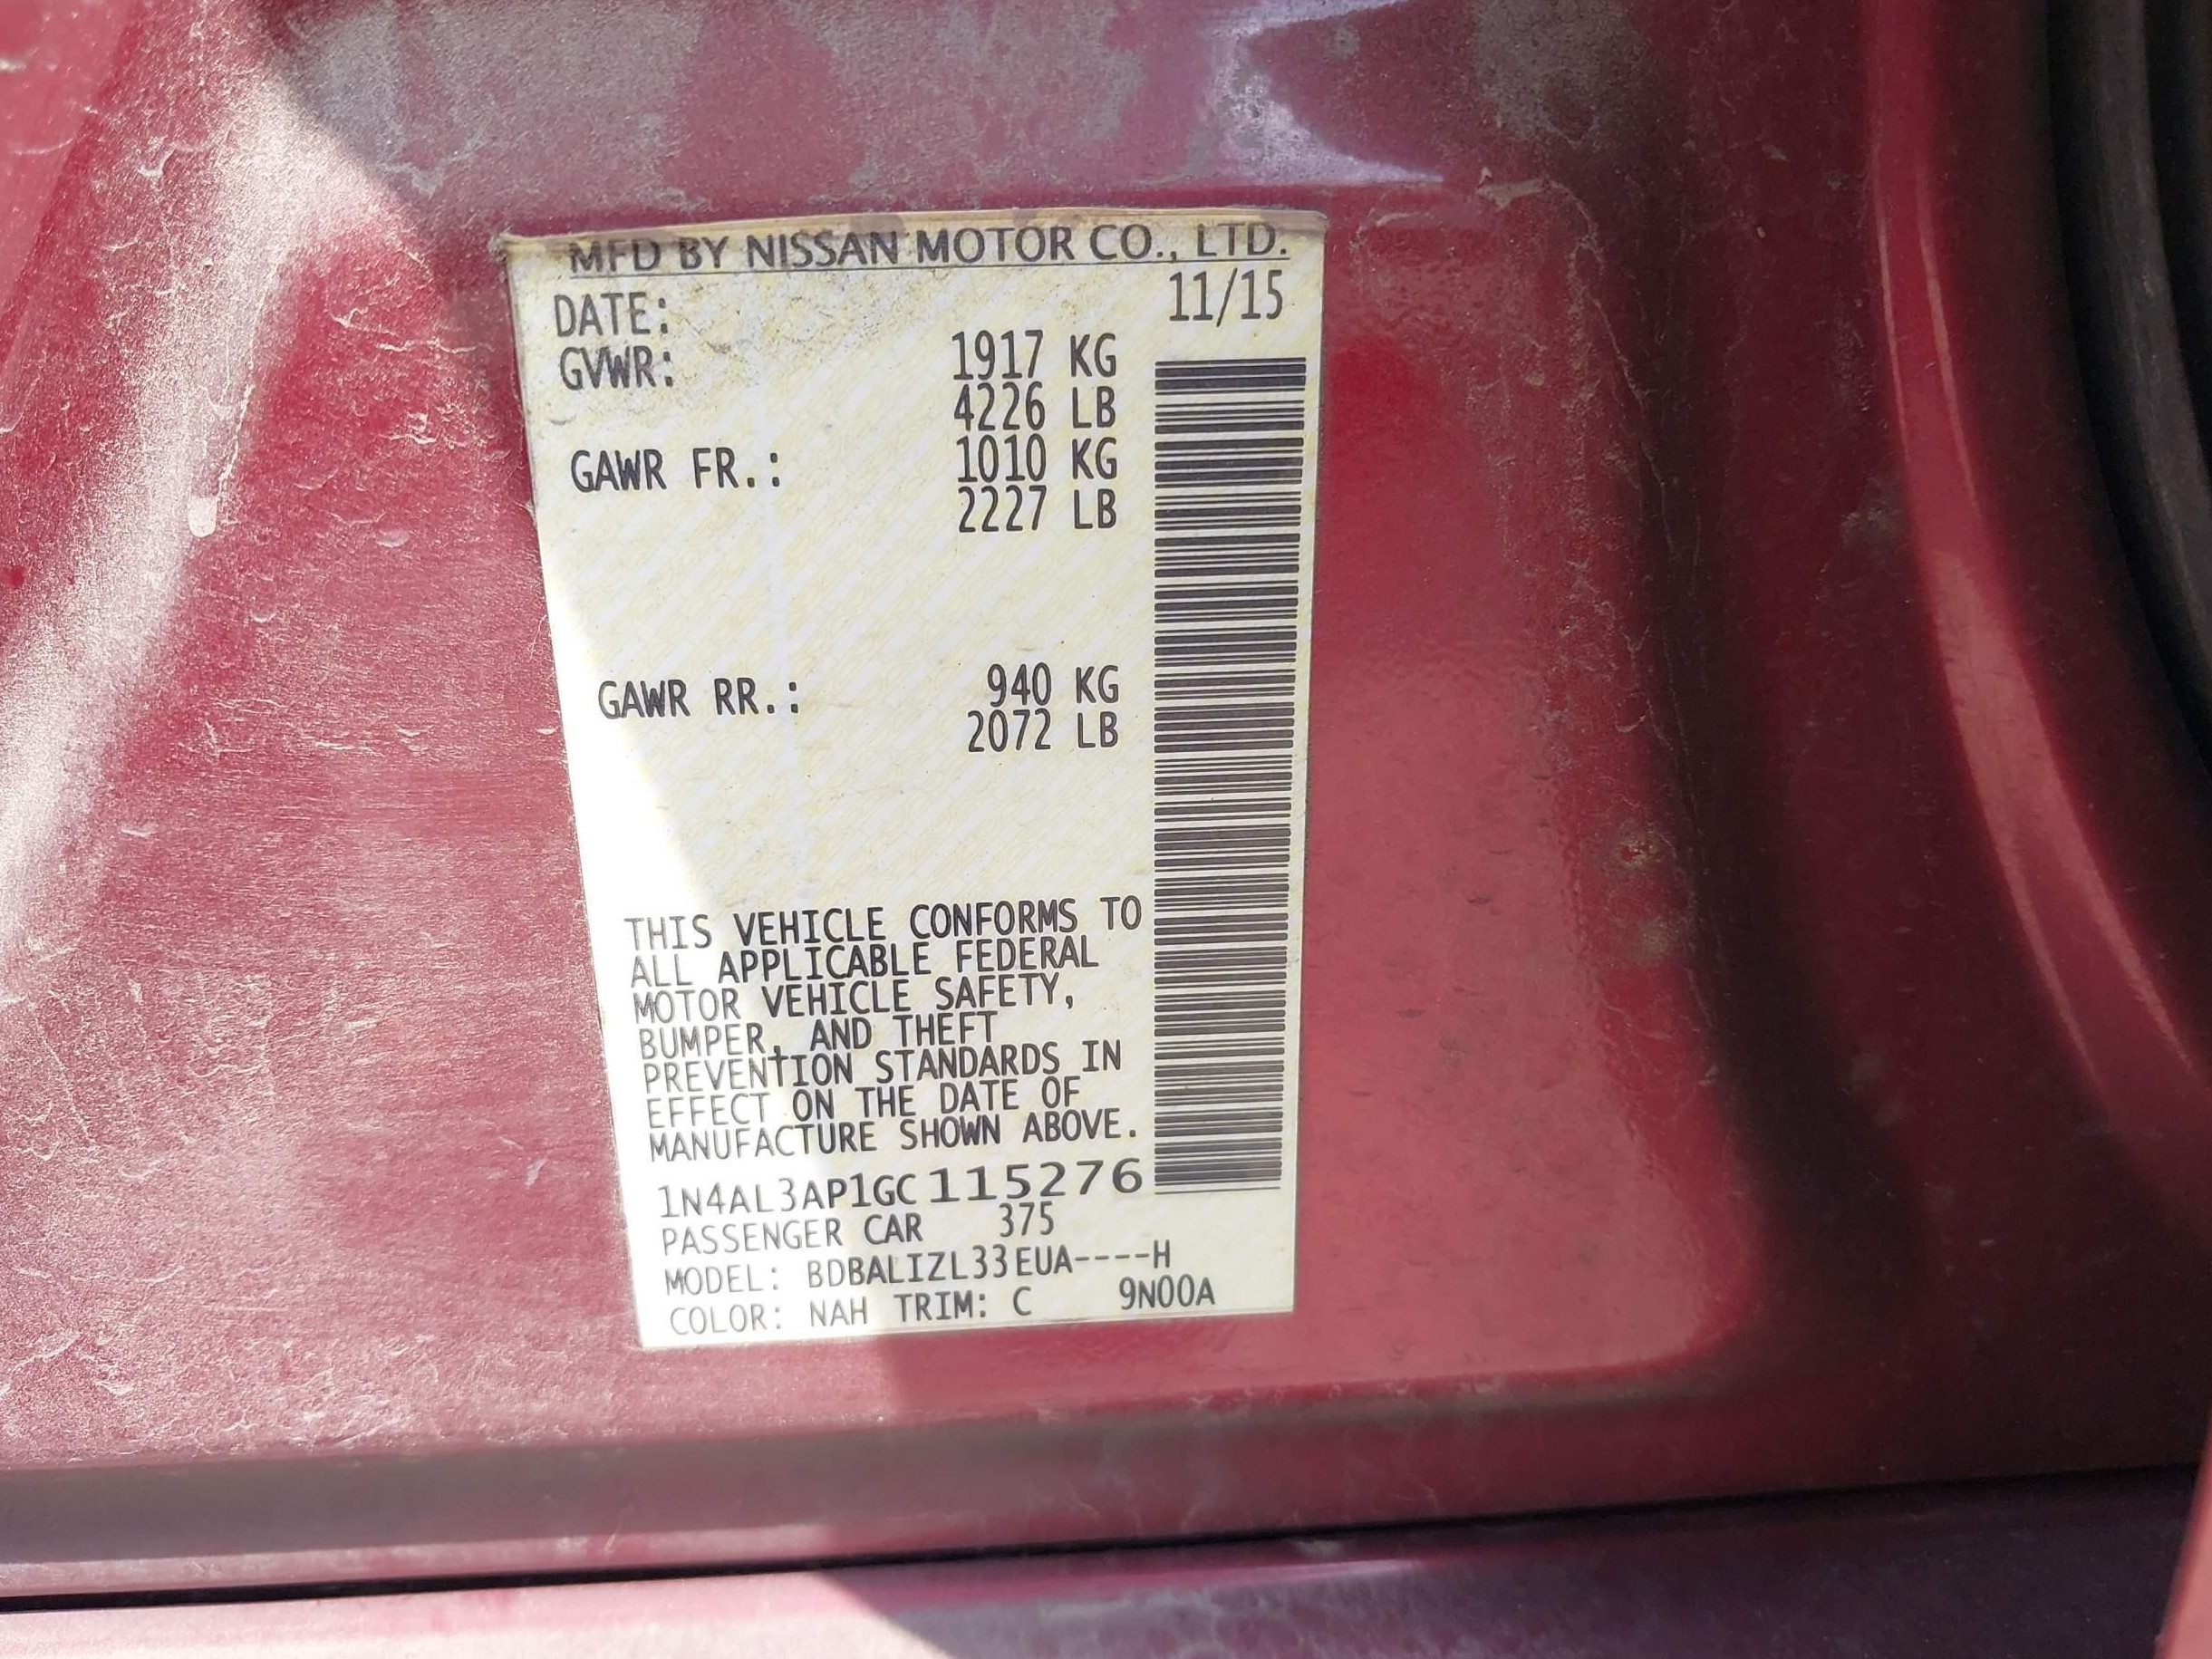 MFD BY NISSAN MOTOR CO., LTD.
DATE: 11/15
GVWR: 1917 KG
4226 LB
GAWR FR.: 1010 KG
2227 LB
GAWR RR.: 940 KG
2072 LB
THIS VEHICLE CONFORMS TO
ALL APPLICABLE FEDERAL
MOTOR VEHICLE SAFETY,
BUMPER, AND THEFT
PREVENTION STANDARDS IN
EFFECT ON THE DATE OF
MANUFACTURE SHOWN ABOVE.
1N4AL3AP1GC115276
PASSENGER CAR 375
MODEL: BDBALIZL33EUA----H
COLOR: NAH TRIM: C 9N00A